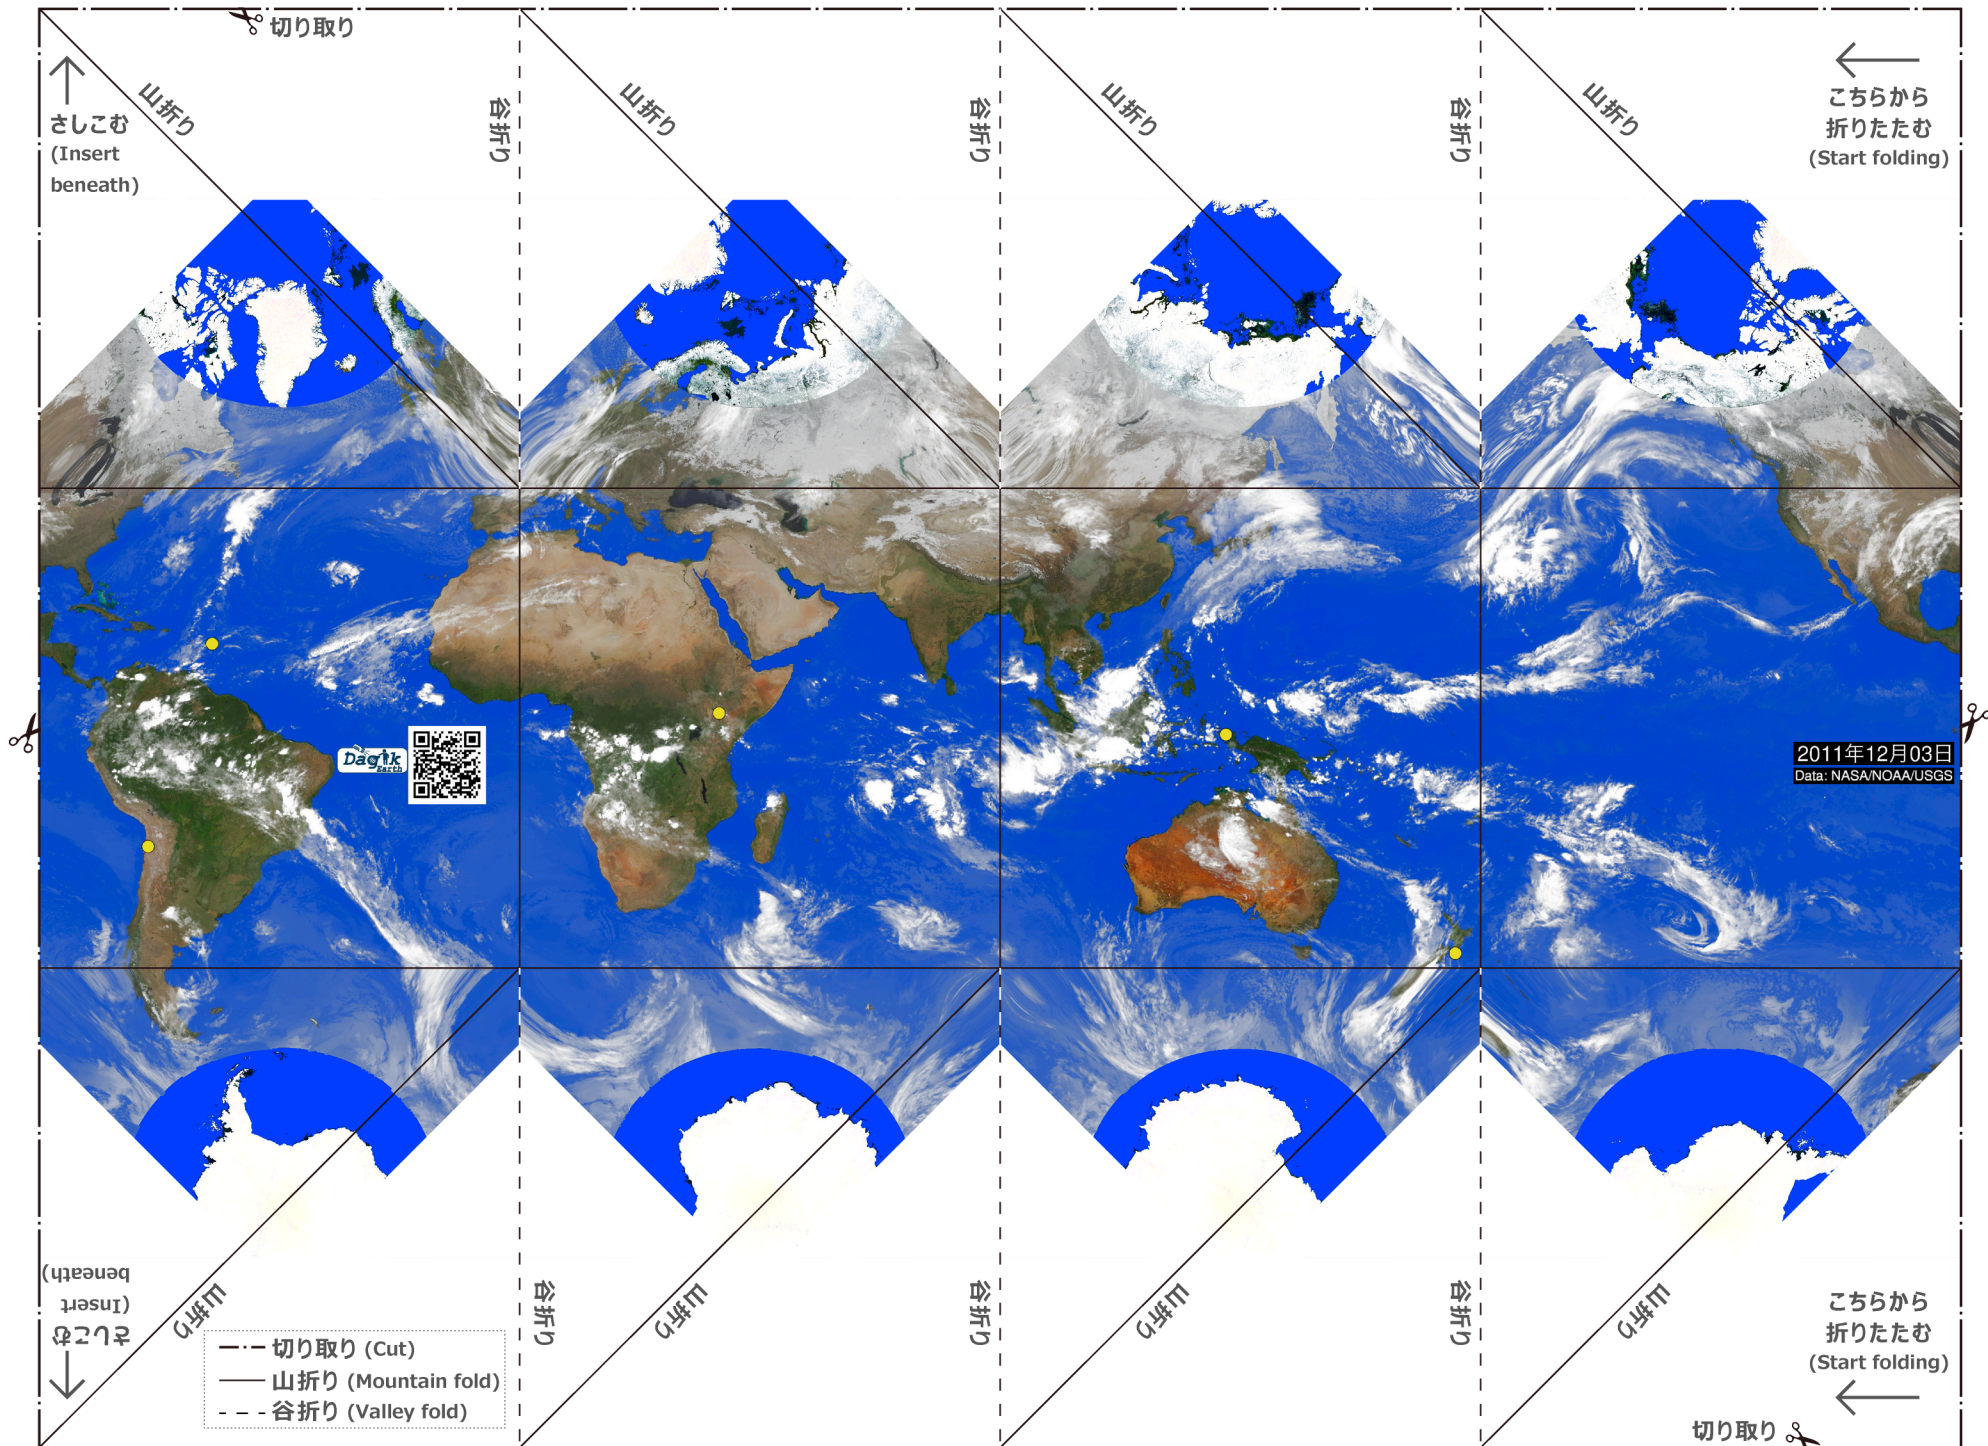 切り取り
さしこむ
(Insert
beneath)
山折り
谷折り
山折り
谷折り
山折り
谷折り
山折り
こちらから
折りたたむ
(Start folding)
Dagik
Earth
2011年12月03日
Data: NASA/NOAA/USGS
さしこむ
(Insert
beneath)
山折り
谷折り
山折り
谷折り
山折り
谷折り
山折り
こちらから
折りたたむ
(Start folding)
切り取り (Cut)
山折り (Mountain fold)
谷折り (Valley fold)
切り取り